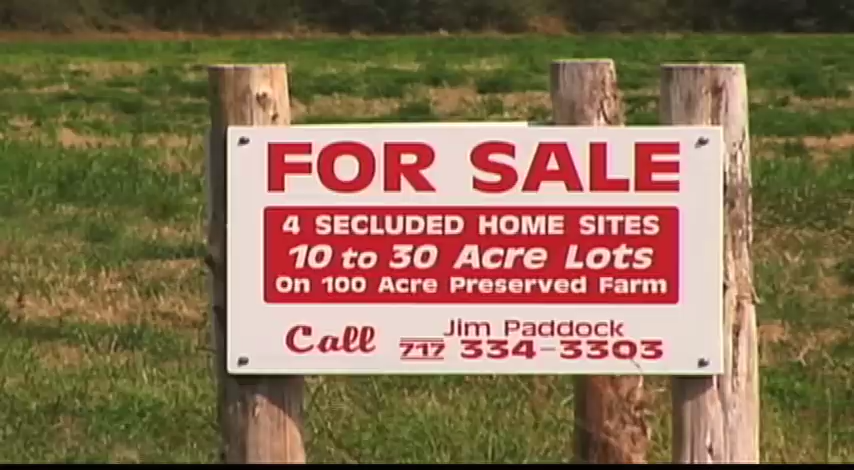 FOR SALE
4 SECLUDED HOME SITES
10 to 30 Acre Lots
On 100 Acre Preserved Farm
Call Jim Paddock
717 334-3303